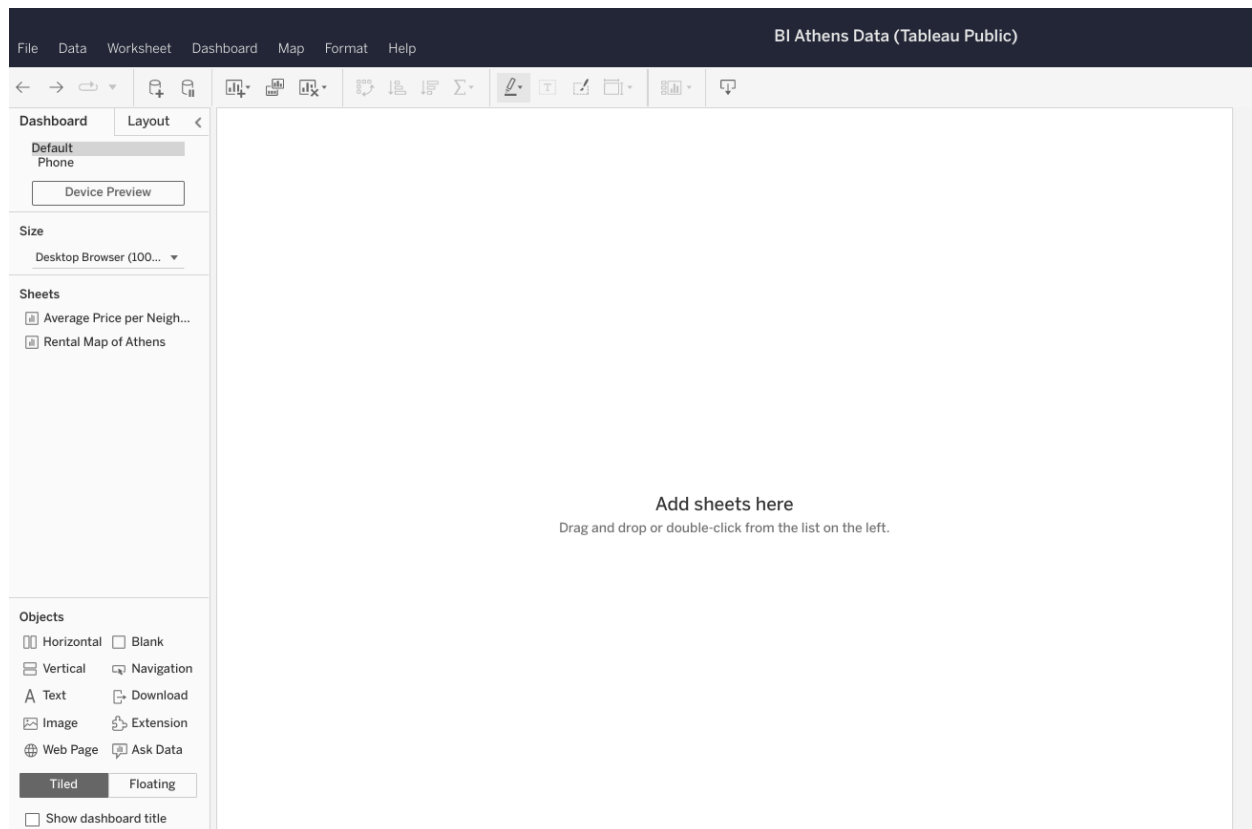 BI Athens Data (Tableau Public)
File Data Worksheet Dashboard Map Format Help
Dashboard Layout
Default
Phone
Device Preview
Size
Desktop Browser (100...
Sheets
Average Price per Neigh...
Rental Map of Athens
Add sheets here
Drag and drop or double-click from the list on the left.
Objects
Horizontal Blank
Vertical Navigation
A Text Download
Image Extension
Web Page Ask Data
Tiled Floating
Show dashboard title